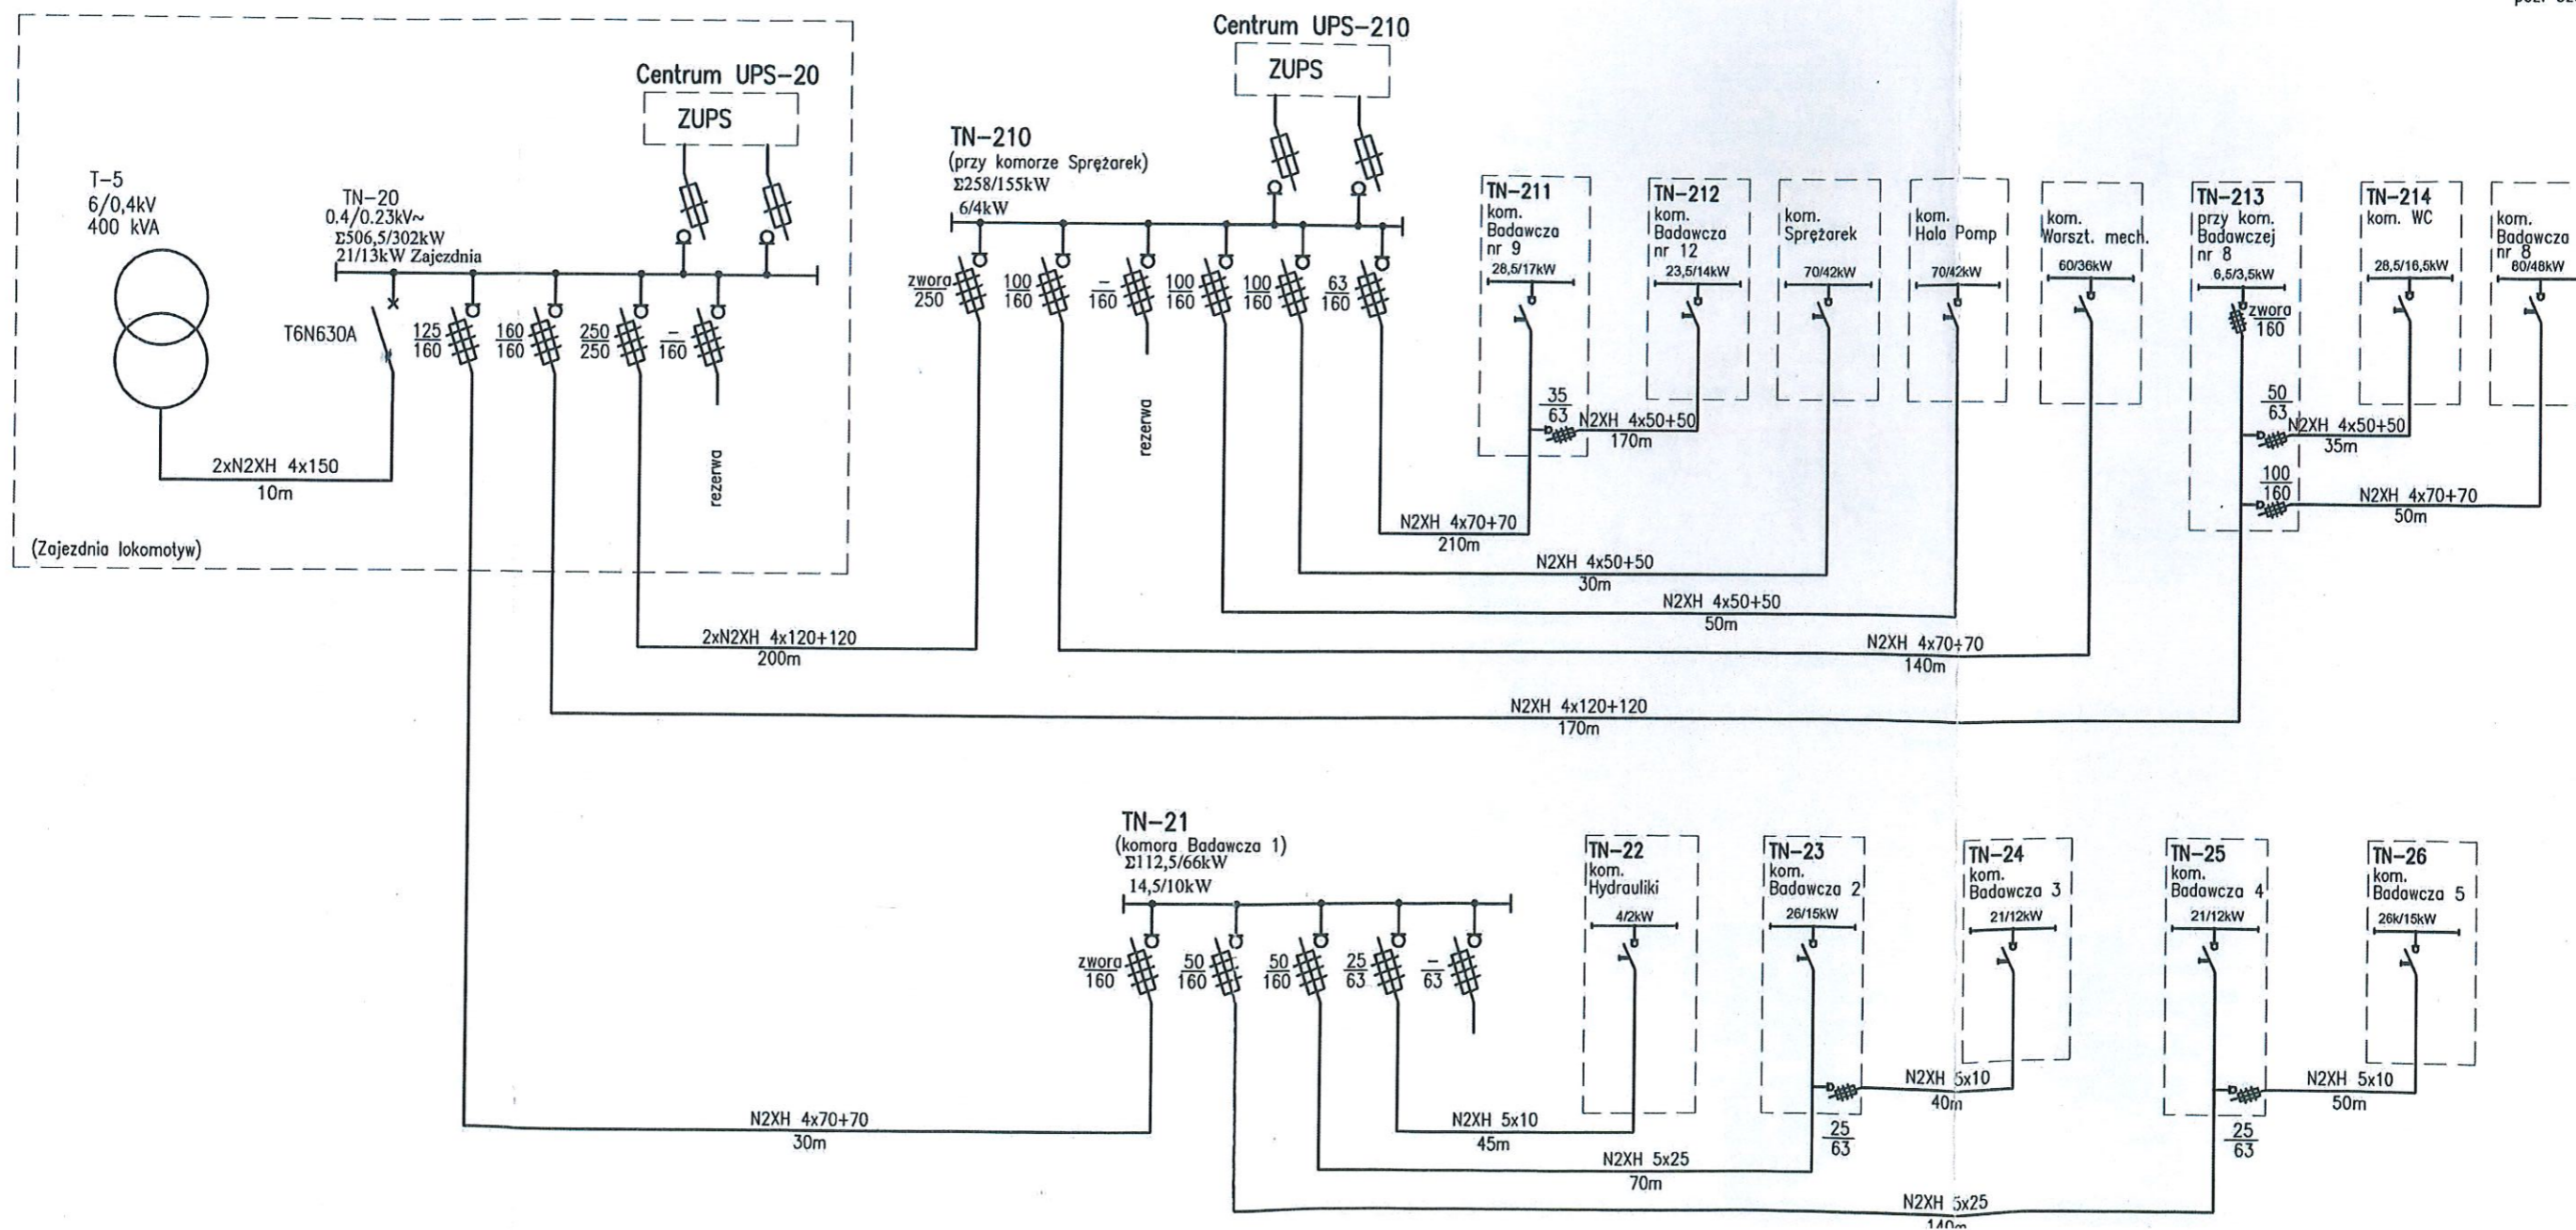 Centrum UPS-210
ZUPS
Centrum UPS-20
ZUPS
T-5
6/0,4kV
400 kVA
TN-20
0.4/0.23kV~
Σ506,5/302kW
21/13kW Zajezdnia
T6N630A
125
160
160
160
250
250
-
160
rezerwa
2xN2XH 4x150
10m
(Zajezdnia lokomotyw)
TN-210
(przy komorze Sprężarek)
Σ258/155kW
6/4kW
zwora
250
100
160
-
160
100
160
100
160
63
160
rezerwa
TN-211
kom.
Badawcza
nr 9
28,5/17kW
35
63
N2XH 4x50+50
170m
TN-212
kom.
Badawcza
nr 12
23,5/14kW
kom.
Sprężarek
70/42kW
kom.
Hala Pomp
70/42kW
kom.
Warszt. mech.
60/36kW
TN-213
przy kom.
Badawczej
nr 8
6,5/3,5kW
zwora
160
50
63
N2XH 4x50+50
35m
100
160
N2XH 4x70+70
50m
TN-214
kom. WC
28,5/16,5kW
kom.
Badawcza
nr 8
80/48kW
N2XH 4x70+70
210m
N2XH 4x50+50
30m
N2XH 4x50+50
50m
2xN2XH 4x120+120
200m
N2XH 4x70+70
140m
N2XH 4x120+120
170m
TN-21
(komora Badawcza 1)
Σ112,5/66kW
14,5/10kW
zwora
160
50
160
50
160
25
63
-
63
TN-22
kom.
Hydrauliki
4/2kW
TN-23
kom.
Badawcza 2
26/15kW
TN-24
kom.
Badawcza 3
21/12kW
TN-25
kom.
Badawcza 4
21/12kW
TN-26
kom.
Badawcza 5
26k/15kW
N2XH 5x10
40m
N2XH 5x10
50m
N2XH 4x70+70
30m
N2XH 5x10
45m
25
63
25
63
N2XH 5x25
70m
N2XH 5x25
140m